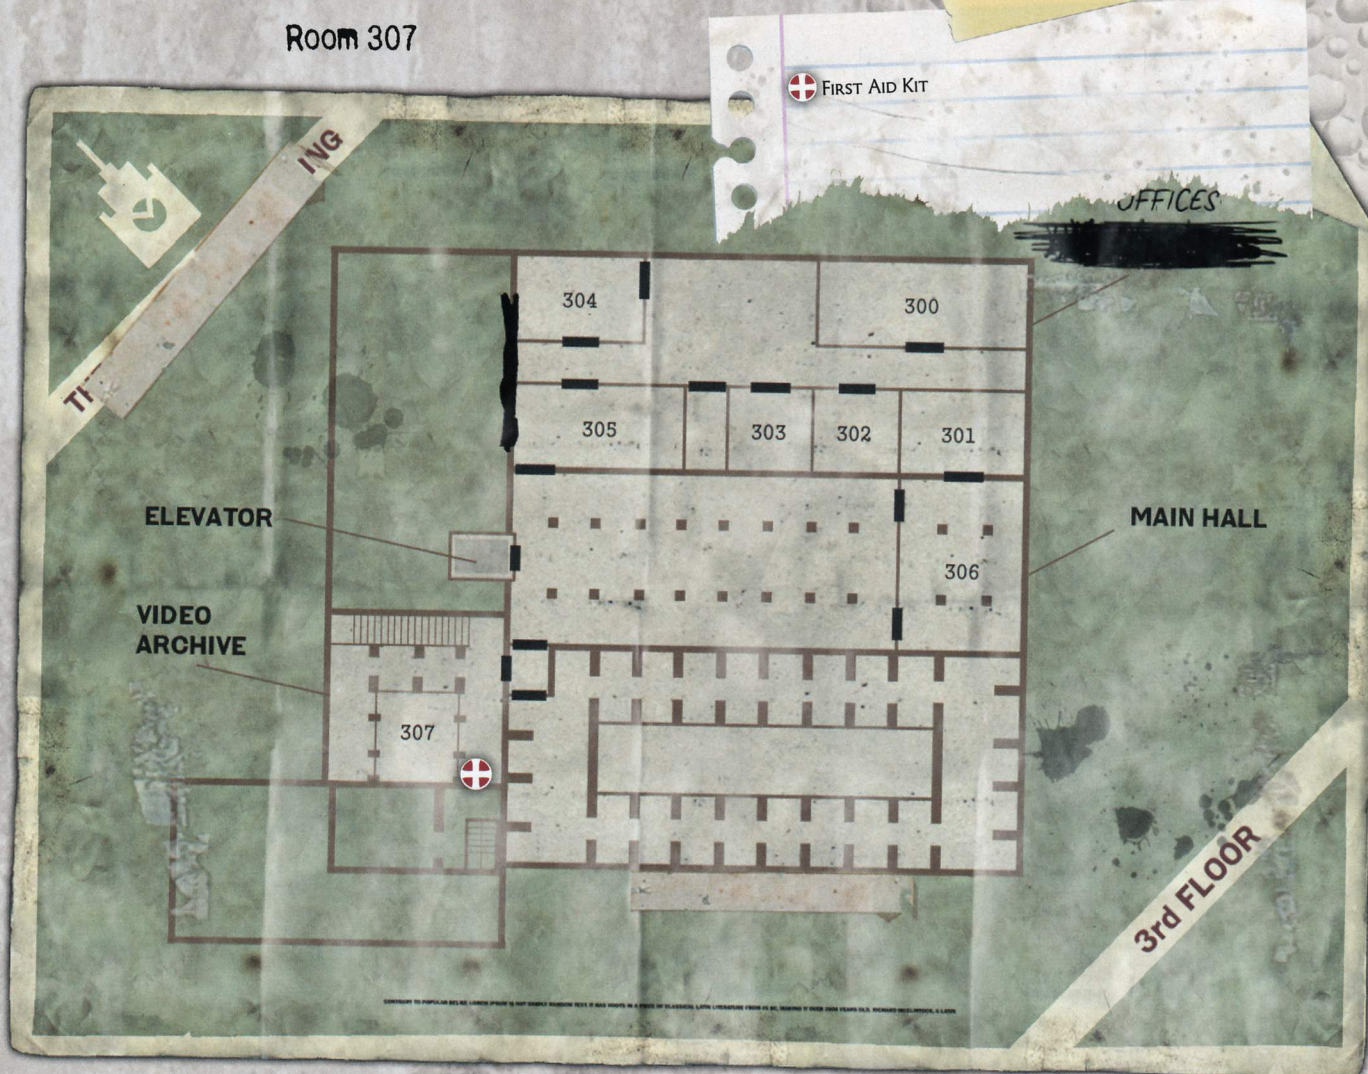 Room 307
FIRST AID KIT
OFFICES
ING
TH
304
300
305
303
302
301
ELEVATOR
MAIN HALL
306
VIDEO
ARCHIVE
307
3rd FLOOR